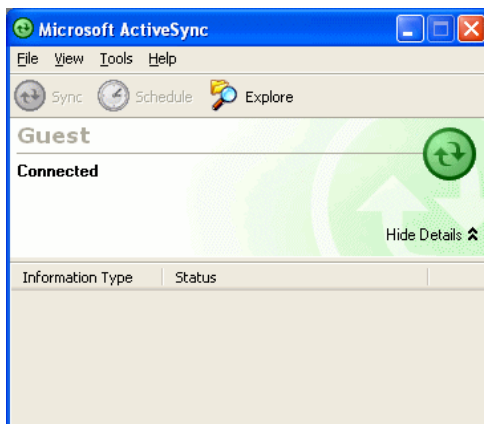 Microsoft ActiveSync
File View Tools Help
Sync Schedule Explore
Guest
Connected
Hide Details
Information Type Status